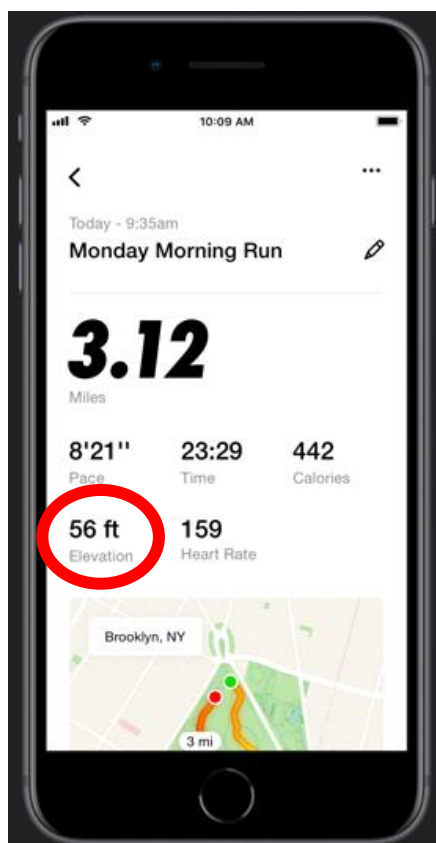 10:09 AM
Today - 9:35am
Monday Morning Run
3.12
Miles
8'21'' 23:29 442
Pace Time Calories
56 ft 159
Elevation Heart Rate
Brooklyn, NY
3 mi